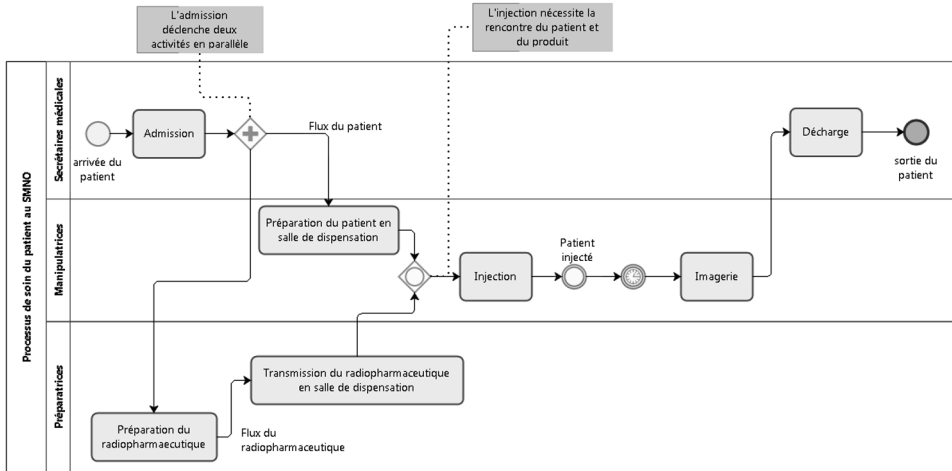 L'admission
déclenche deux
activités en parallèle
L'injection nécessite la
rencontre du patient et
du produit
Processus de soin du patient au SMNO
Secrétaires médicales
arrivée du
patient
Admission
Flux du patient
Décharge
sortie du
patient
Manipulatrices
Préparation du patient en
salle de dispensation
Injection
Patient
injecté
Imagerie
Préparatrices
Transmission du radiopharmaceutique
en salle de dispensation
Préparation du
radiopharmaecutique
Flux du
radiopharmaceutique